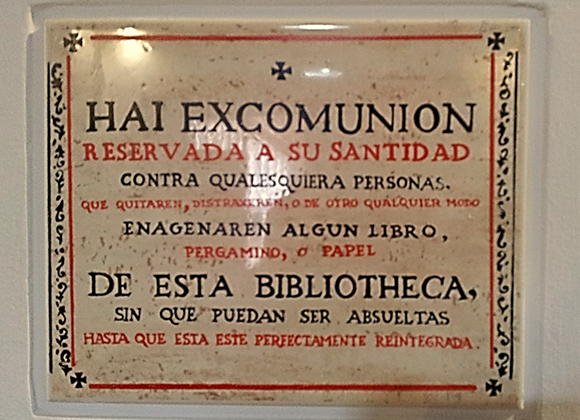 HAI EXCOMUNION
RESERVADA A SU SANTIDAD
CONTRA QUALESQUIERA PERSONAS.
QUE QUITAREN, DISTRAXEREN, O DE OTRO QUALQUIER MODO
ENAGENAREN ALGUN LIBRO,
PERGAMINO, O PAPEL
DE ESTA BIBLIOTHECA,
SIN QUE PUEDAN SER ABSUELTAS
HASTA QUE ESTA ESTE PERFECTAMENTE REINTEGRADA